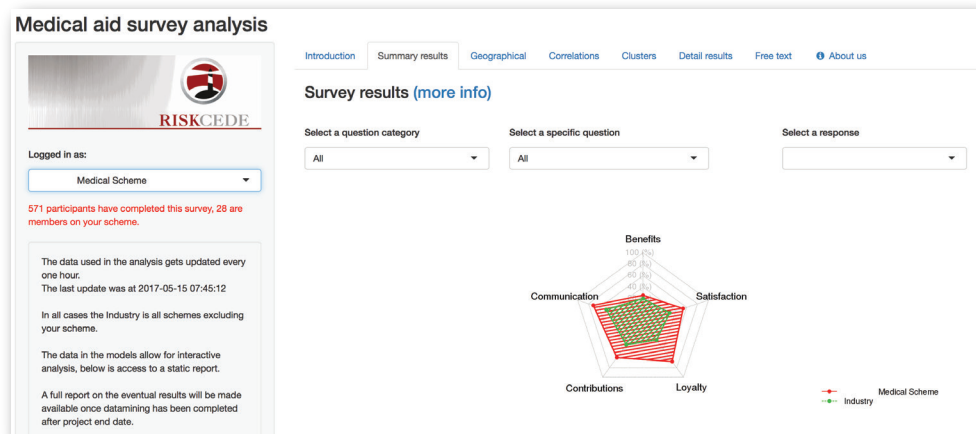 Medical aid survey analysis
RISKCEDE
Logged in as:
Medical Scheme
571 participants have completed this survey, 28 are
members on your scheme.
The data used in the analysis gets updated every
one hour.
The last update was at 2017-05-15 07:45:12
In all cases the Industry is all schemes excluding
your scheme.
The data in the models allow for interactive
analysis, below is access to a static report.
A full report on the eventual results will be made
available once datamining has been completed
after project end date.
Introduction
Summary results
Geographical
Correlations
Clusters
Detail results
Free text
About us
Survey results (more info)
Select a question category
All
Select a specific question
All
Select a response
Benefits
100 (%)
80 (%)
60 (%)
40 (%)
Communication
Satisfaction
Contributions
Loyalty
Medical Scheme
Industry